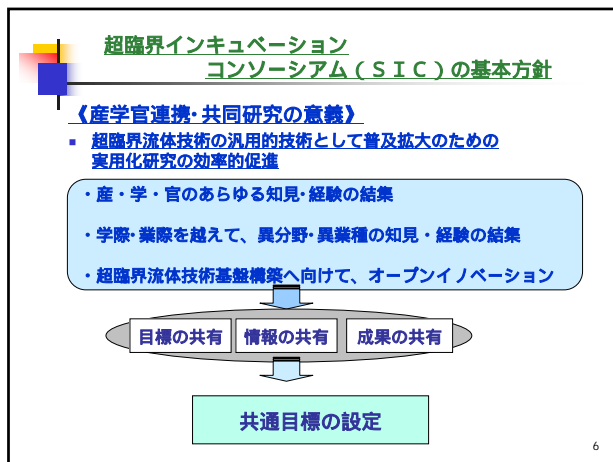 超臨界インキュベーション
コンソーシアム(SIC)の基本方針
《産学官連携・共同研究の意義》
超臨界流体技術の汎用的技術として普及拡大のための
実用化研究の効率的促進
・産・学・官のあらゆる知見・経験の結集
・学際・業際を越えて、異分野・異業種の知見・経験の結集
・超臨界流体技術基盤構築へ向けて、オープンイノベーション
目標の共有 情報の共有 成果の共有
共通目標の設定
6